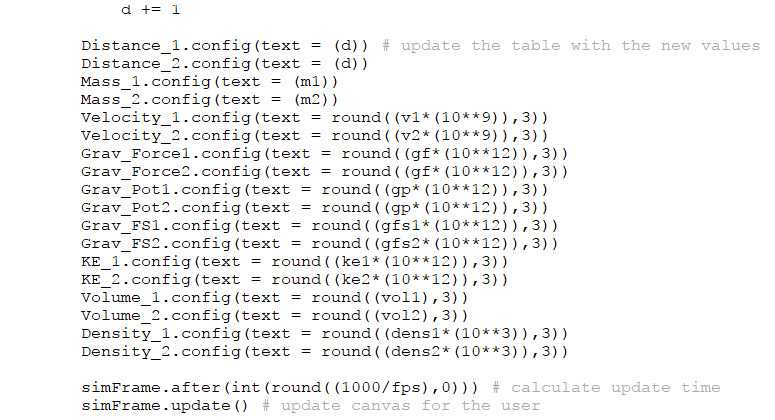 d += 1
Distance_1.config(text = (d)) # update the table with the new values
Distance_2.config(text = (d))
Mass_1.config(text = (m1))
Mass_2.config(text = (m2))
Velocity_1.config(text = round((v1*(10**9)),3))
Velocity_2.config(text = round((v2*(10**9)),3))
Grav_Force1.config(text = round((gf*(10**12)),3))
Grav_Force2.config(text = round((gf*(10**12)),3))
Grav_Pot1.config(text = round((gp*(10**12)),3))
Grav_Pot2.config(text = round((gp*(10**12)),3))
Grav_FS1.config(text = round((gfs1*(10**12)),3))
Grav_FS2.config(text = round((gfs2*(10**12)),3))
KE_1.config(text = round((ke1*(10**12)),3))
KE_2.config(text = round((ke2*(10**12)),3))
Volume_1.config(text = round((vol1),3))
Volume_2.config(text = round((vol2),3))
Density_1.config(text = round((dens1*(10**3)),3))
Density_2.config(text = round((dens2*(10**3)),3))
simFrame.after(int(round((1000/fps),0))) # calculate update time
simFrame.update() # update canvas for the user